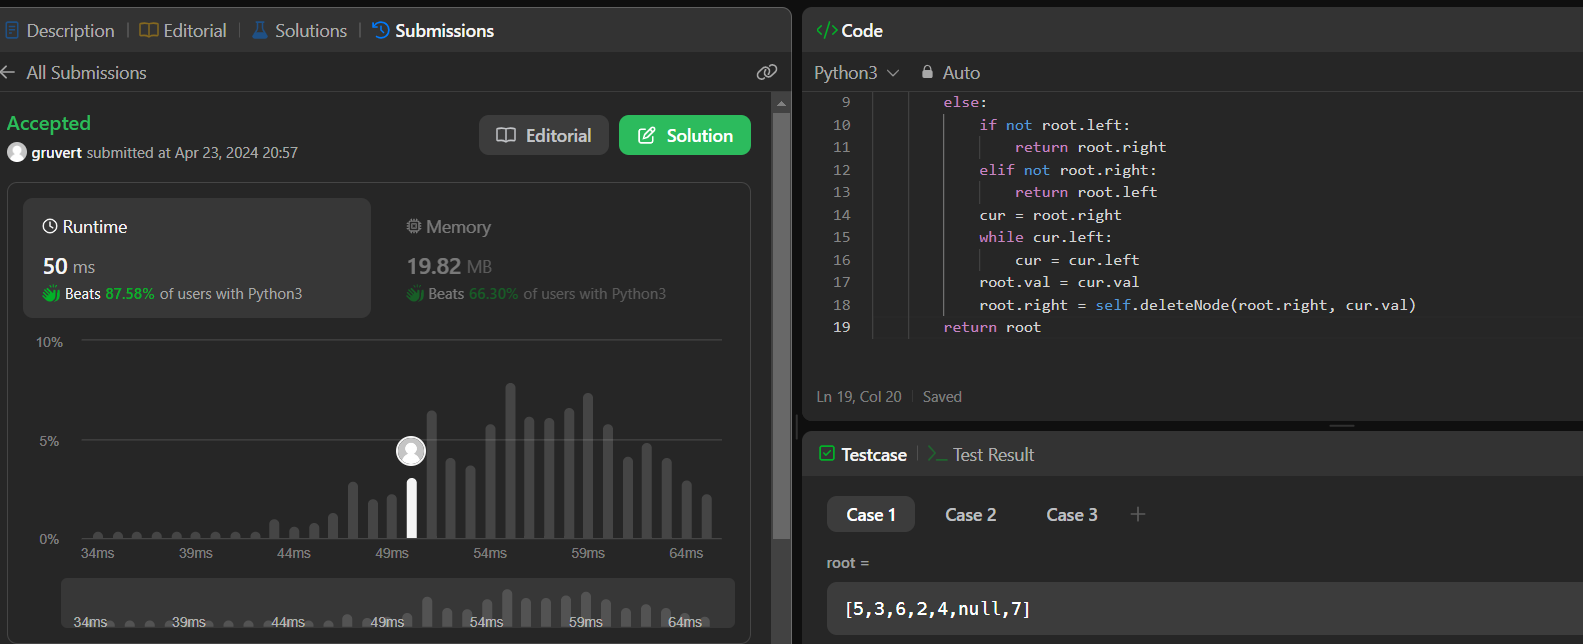 Description | Editorial | Solutions | Submissions
All Submissions
Accepted
gruvert submitted at Apr 23, 2024 20:57
Editorial
Solution
Runtime
50 ms
Beats 87.58% of users with Python3
Memory
19.82 MB
Beats 66.30% of users with Python3
10%
5%
0%
34ms 39ms 44ms 49ms 54ms 59ms 64ms
34ms 39ms 44ms 49ms 54ms 59ms 64ms
</> Code
Python3 Auto
9 else:
10 if not root.left:
11 return root.right
12 elif not root.right:
13 return root.left
14 cur = root.right
15 while cur.left:
16 cur = cur.left
17 root.val = cur.val
18 root.right = self.deleteNode(root.right, cur.val)
19 return root
Ln 19, Col 20 | Saved
Testcase | >_ Test Result
Case 1 Case 2 Case 3 +
root =
[5,3,6,2,4,null,7]